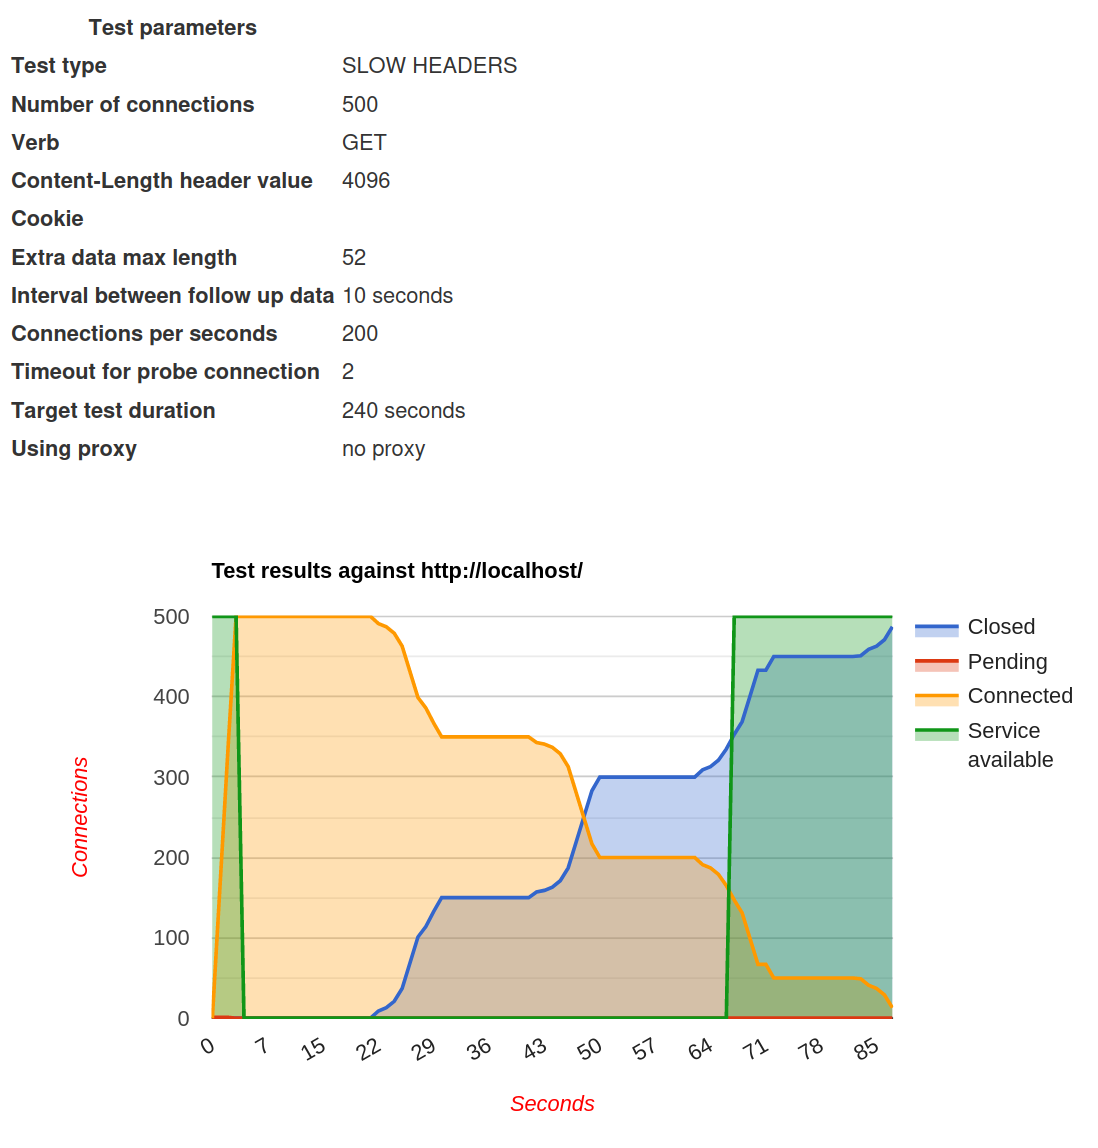 Test parameters
Test type SLOW HEADERS
Number of connections 500
Verb GET
Content-Length header value 4096
Cookie
Extra data max length 52
Interval between follow up data 10 seconds
Connections per seconds 200
Timeout for probe connection 2
Target test duration 240 seconds
Using proxy no proxy
Test results against http://localhost/
500
400
300
200
100
0
Connections
0 7 15 22 29 36 43 50 57 64 71 78 85
Seconds
Closed
Pending
Connected
Service
available